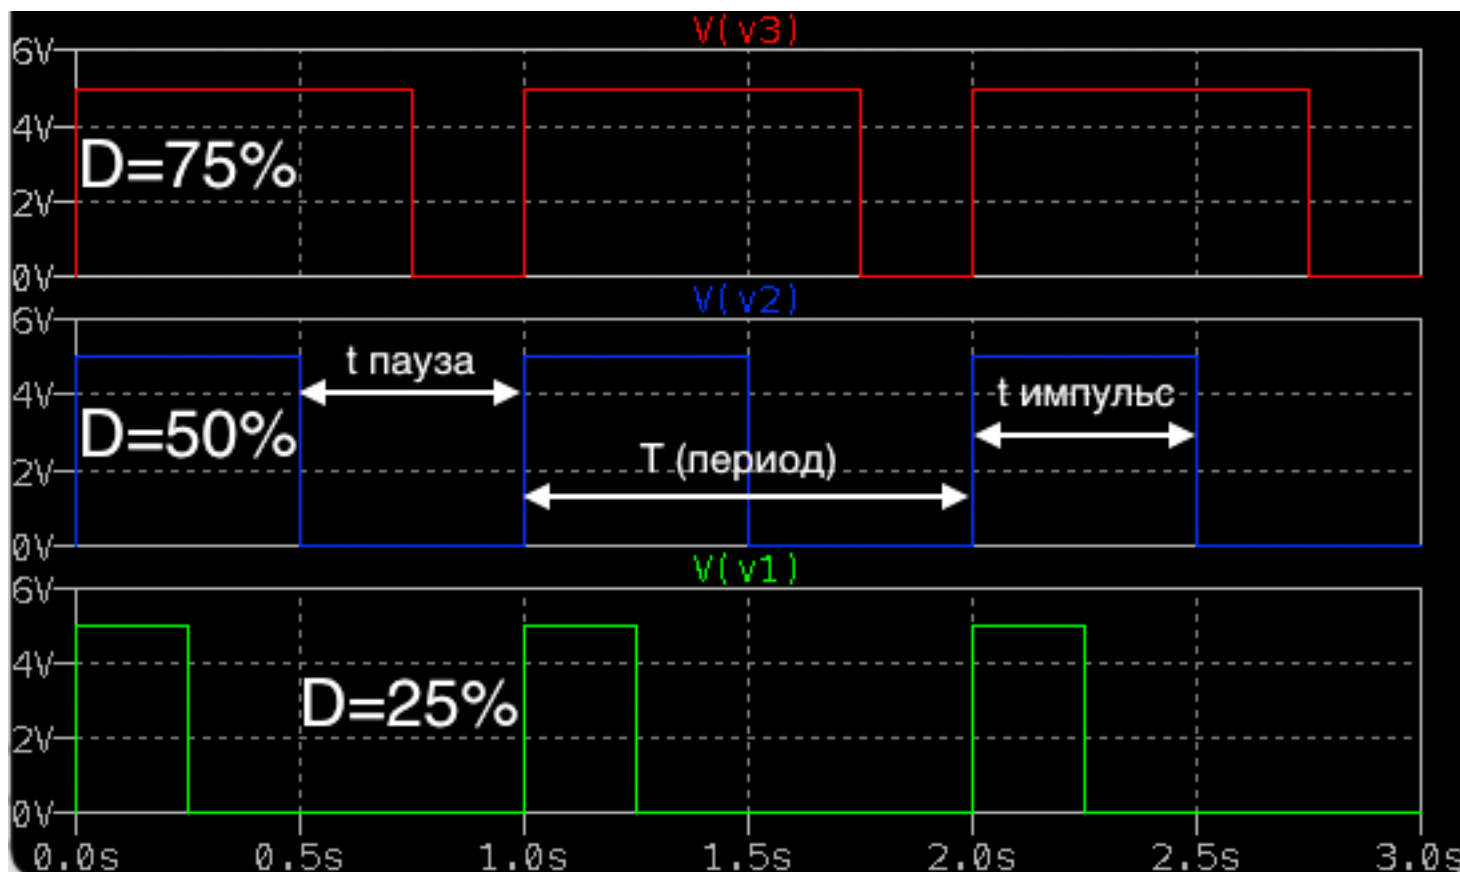 V(v3)
6V
4V
D=75%
2V
0V
V(v2)
6V
t пауза
4V
t импульс
D=50%
T (период)
2V
0V
V(v1)
6V
4V
D=25%
2V
0V
0.0s 0.5s 1.0s 1.5s 2.0s 2.5s 3.0s